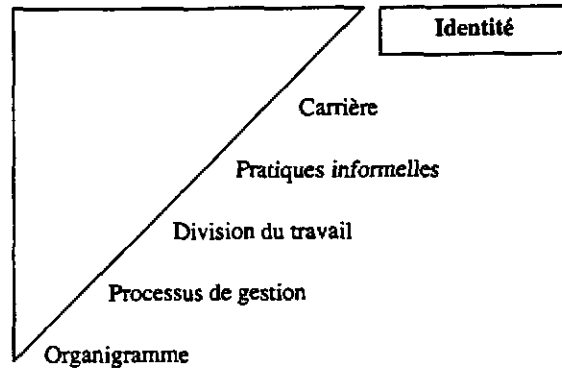 Identité
Carrière
Pratiques informelles
Division du travail
Processus de gestion
Organigramme